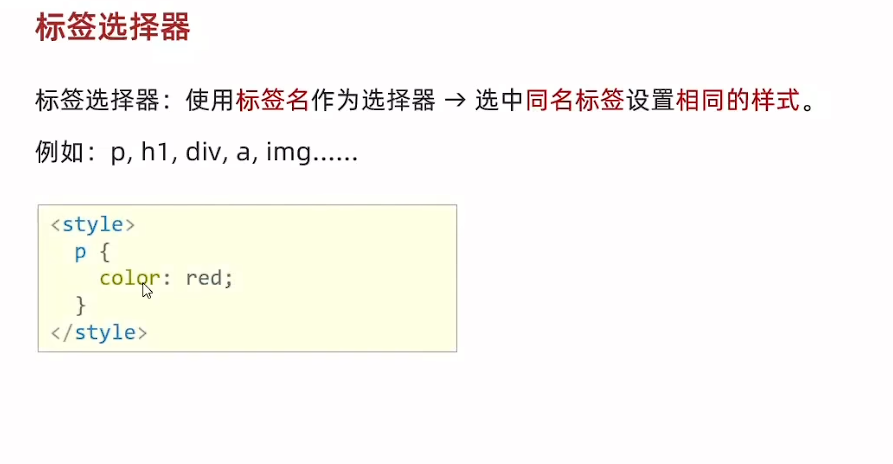 标签选择器
标签选择器：使用标签名作为选择器 → 选中同名标签设置相同的样式。
例如：p, h1, div, a, img......
<style>
p {
color: red;
}
</style>